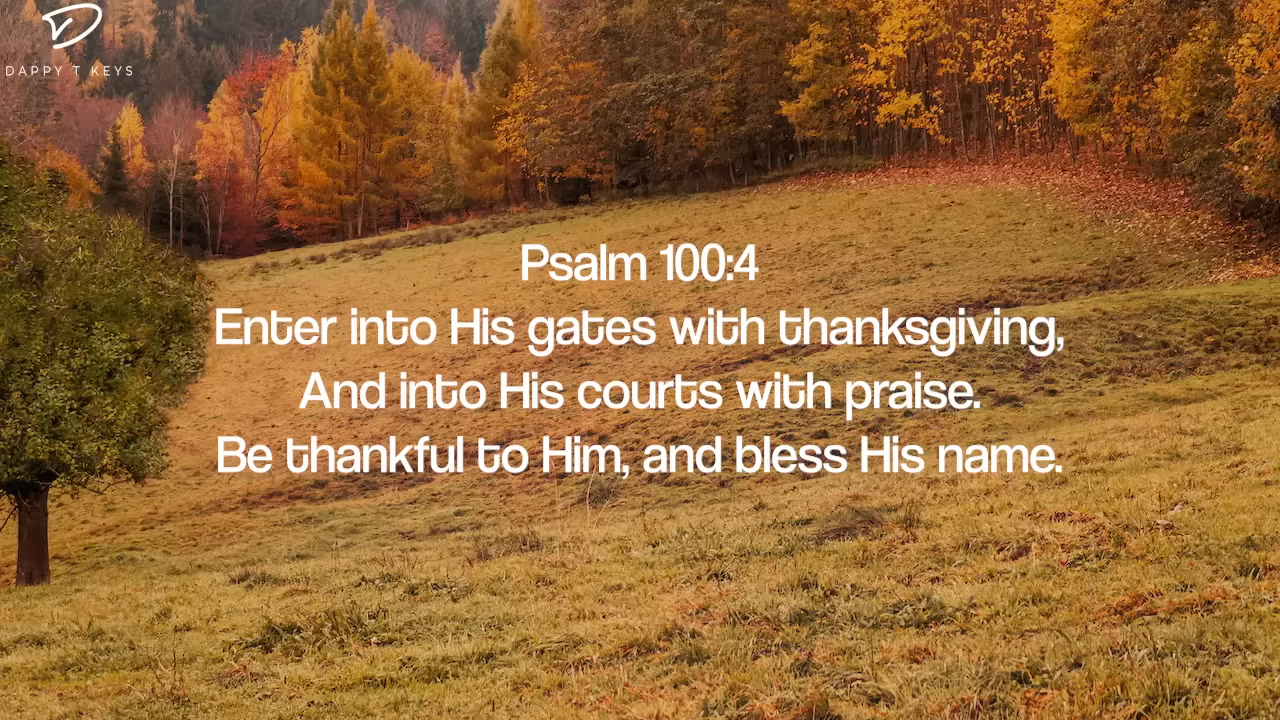 DAPPY T KEYS
Psalm 100:4
Enter into His gates with thanksgiving,
And into His courts with praise.
Be thankful to Him, and bless His name.